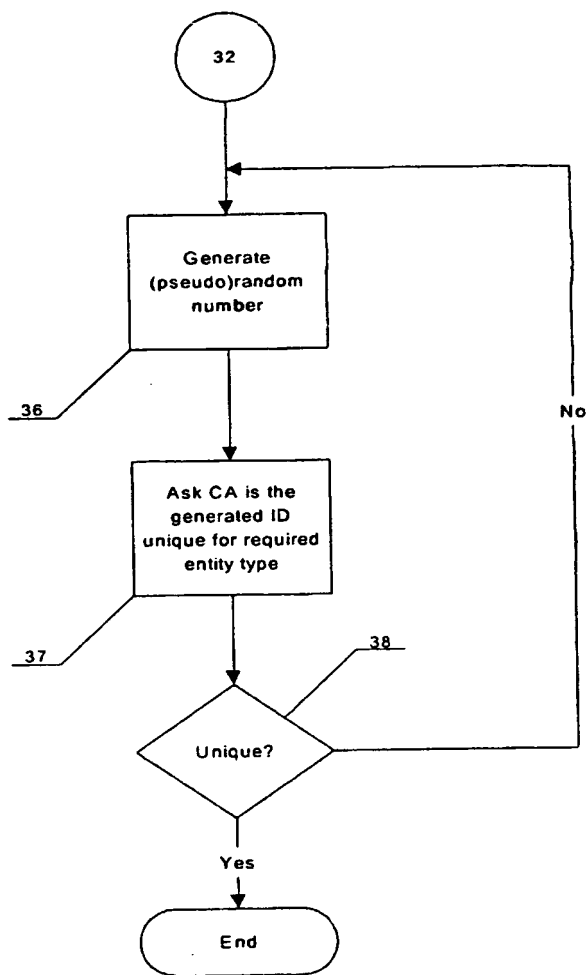 32
Generate
(pseudo)random
number
36
No
Ask CA is the
generated ID
unique for required
entity type
37
38
Unique?
Yes
End